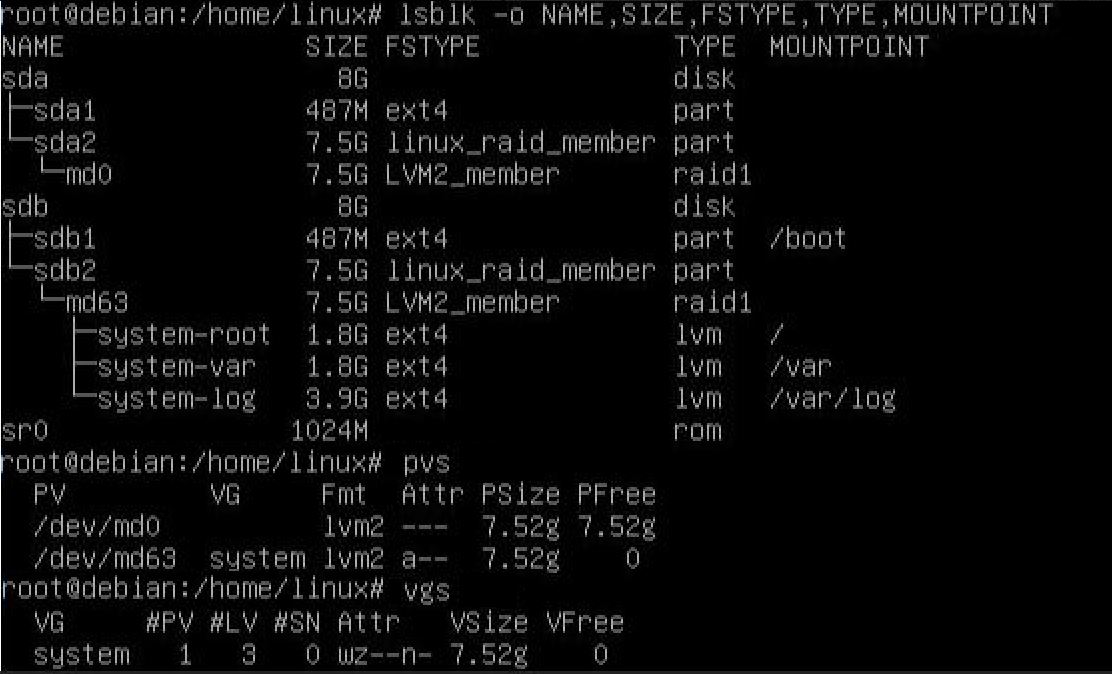 root@debian:/home/linux# lsblk -o NAME,SIZE,FSTYPE,TYPE,MOUNTPOINT
NAME                SIZE FSTYPE            TYPE  MOUNTPOINT
sda                   8G                   disk
├─sda1              487M ext4              part
└─sda2              7.5G linux_raid_member part
  └─md0             7.5G LVM2_member       raid1
sdb                   8G                   disk
├─sdb1              487M ext4              part  /boot
└─sdb2              7.5G linux_raid_member part
  └─md63            7.5G LVM2_member       raid1
    ├─system-root   1.8G ext4              lvm   /
    ├─system-var    1.8G ext4              lvm   /var
    └─system-log    3.9G ext4              lvm   /var/log
sr0                1024M                   rom
root@debian:/home/linux# pvs
  PV         VG     Fmt  Attr PSize PFree
  /dev/md0          lvm2 ---  7.52g 7.52g
  /dev/md63  system lvm2 a--  7.52g    0
root@debian:/home/linux# vgs
  VG     #PV #LV #SN Attr   VSize VFree
  system   1   3   0 wz--n- 7.52g    0